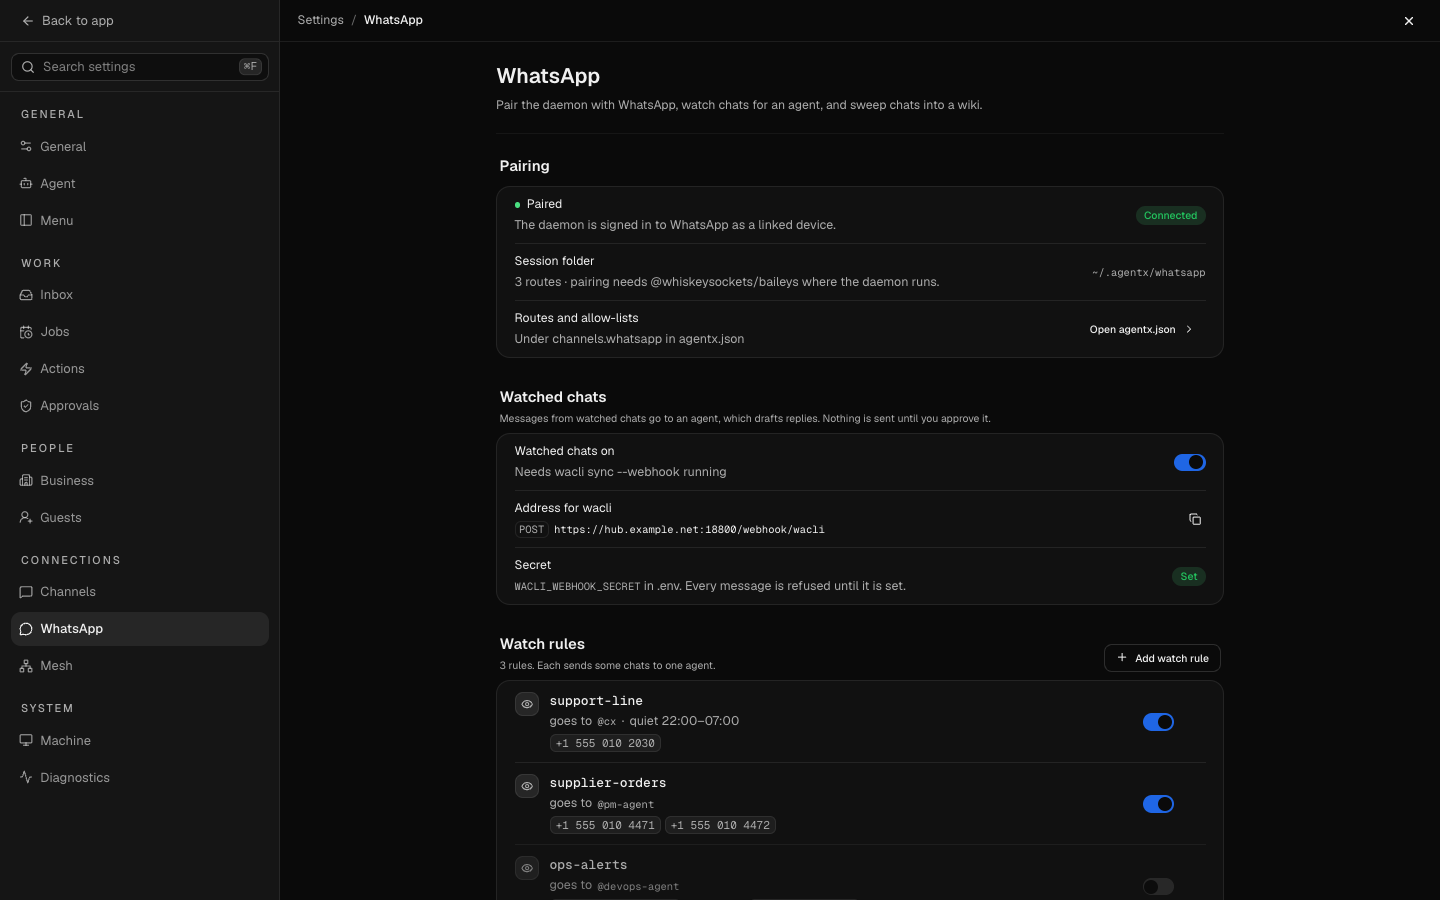 Back to app
Search settings
⌘F
GENERAL
General
Agent
Menu
WORK
Inbox
Jobs
Actions
Approvals
PEOPLE
Business
Guests
CONNECTIONS
Channels
WhatsApp
Mesh
SYSTEM
Machine
Diagnostics
Settings / WhatsApp
WhatsApp
Pair the daemon with WhatsApp, watch chats for an agent, and sweep chats into a wiki.
Pairing
Paired
The daemon is signed in to WhatsApp as a linked device.
Connected
Session folder
3 routes · pairing needs @whiskeysockets/baileys where the daemon runs.
~/.agentx/whatsapp
Routes and allow-lists
Under channels.whatsapp in agentx.json
Open agentx.json
Watched chats
Messages from watched chats go to an agent, which drafts replies. Nothing is sent until you approve it.
Watched chats on
Needs wacli sync --webhook running
Address for wacli
POST https://hub.example.net:18800/webhook/wacli
Secret
WACLI_WEBHOOK_SECRET in .env. Every message is refused until it is set.
Set
Watch rules
3 rules. Each sends some chats to one agent.
Add watch rule
support-line
goes to @cx · quiet 22:00–07:00
+1 555 010 2030
supplier-orders
goes to @pm-agent
+1 555 010 4471 +1 555 010 4472
ops-alerts
goes to @devops-agent